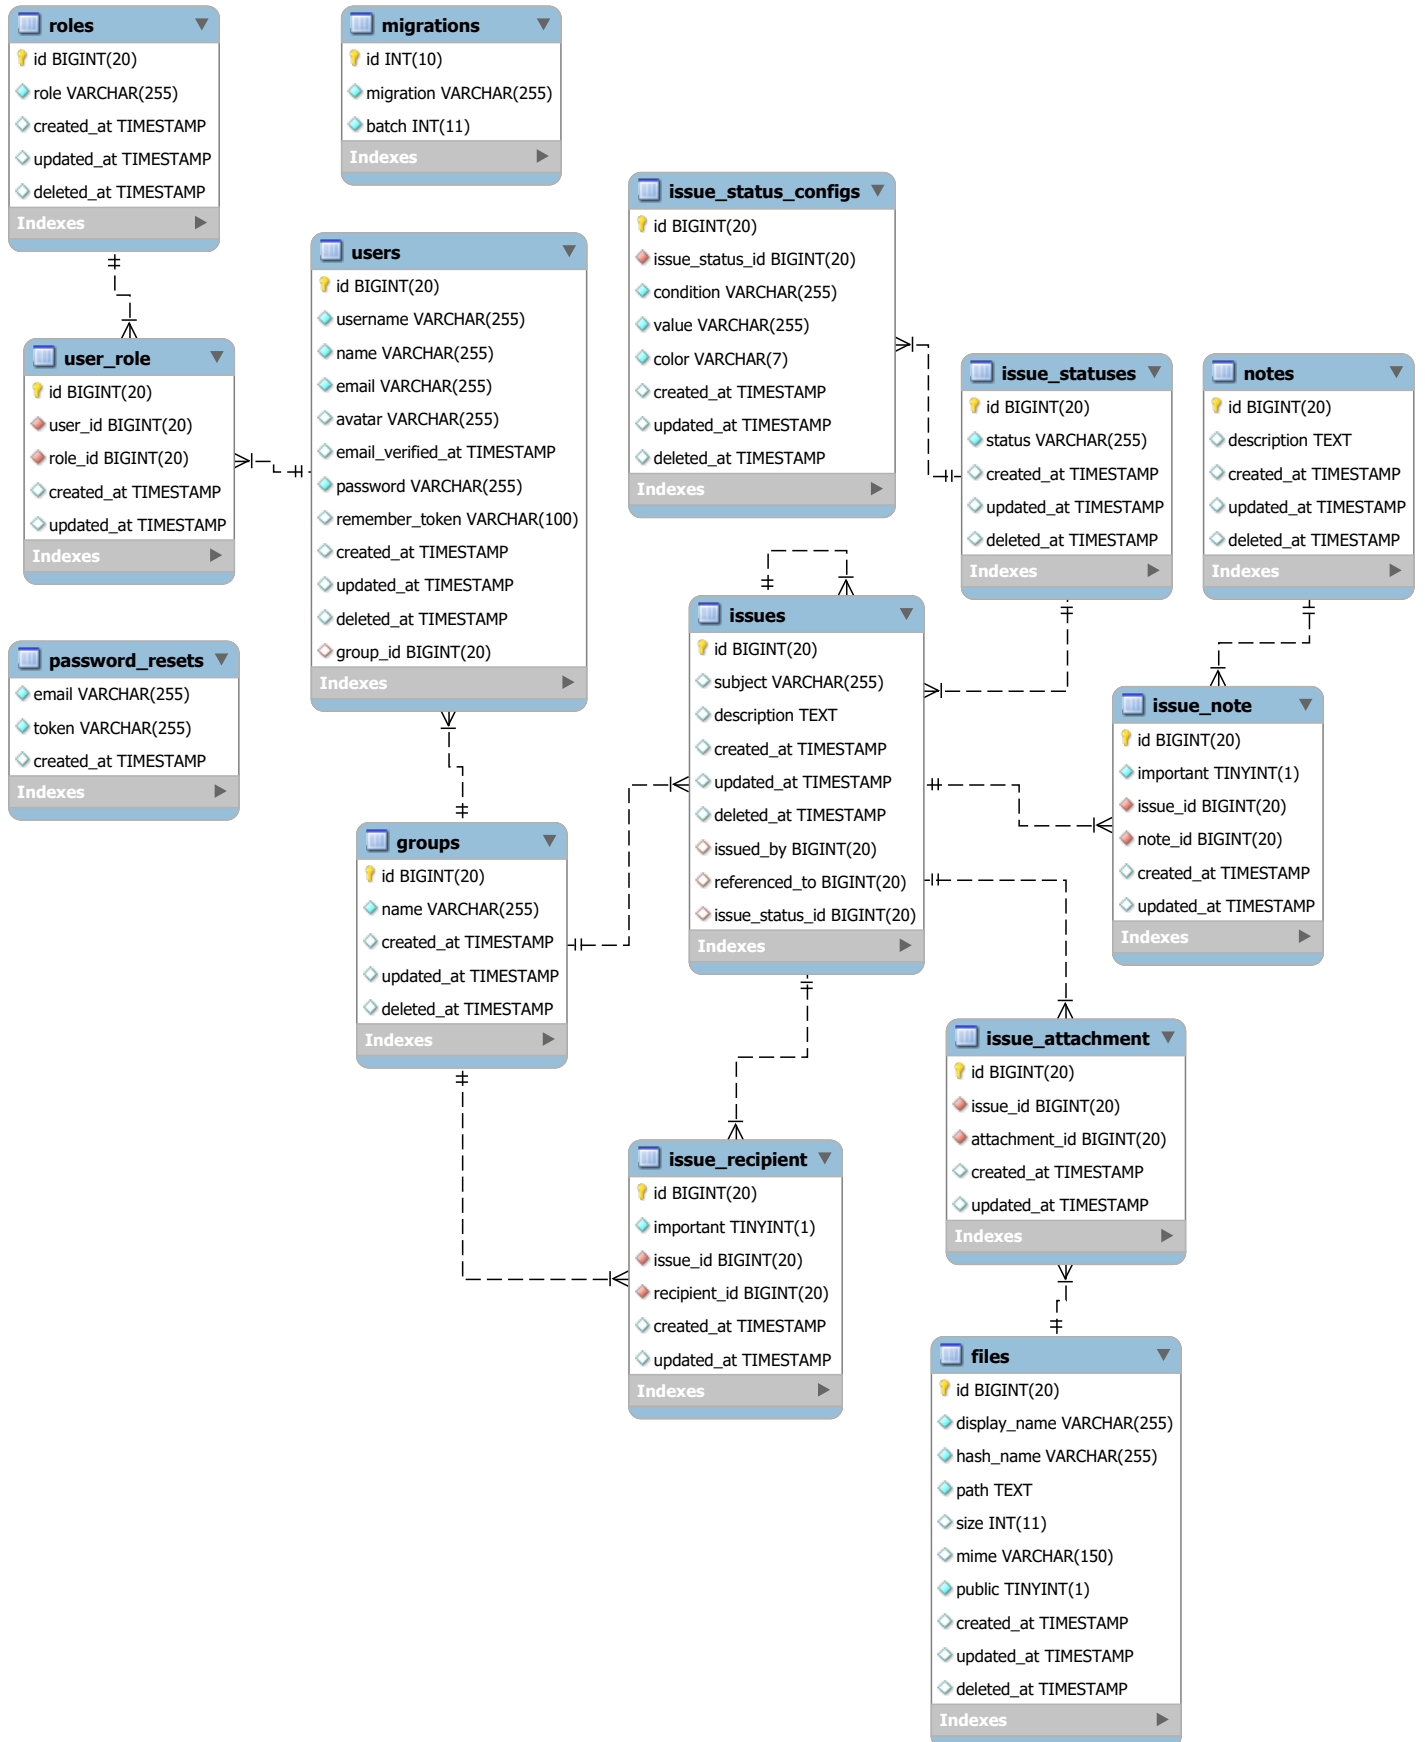 roles
id BIGINT(20)
role VARCHAR(255)
created_at TIMESTAMP
updated_at TIMESTAMP
deleted_at TIMESTAMP
Indexes
migrations
id INT(10)
migration VARCHAR(255)
batch INT(11)
Indexes
issue_status_configs
id BIGINT(20)
issue_status_id BIGINT(20)
condition VARCHAR(255)
value VARCHAR(255)
color VARCHAR(7)
created_at TIMESTAMP
updated_at TIMESTAMP
deleted_at TIMESTAMP
Indexes
users
id BIGINT(20)
username VARCHAR(255)
name VARCHAR(255)
email VARCHAR(255)
avatar VARCHAR(255)
email_verified_at TIMESTAMP
password VARCHAR(255)
remember_token VARCHAR(100)
created_at TIMESTAMP
updated_at TIMESTAMP
deleted_at TIMESTAMP
group_id BIGINT(20)
Indexes
user_role
id BIGINT(20)
user_id BIGINT(20)
role_id BIGINT(20)
created_at TIMESTAMP
updated_at TIMESTAMP
Indexes
issue_statuses
id BIGINT(20)
status VARCHAR(255)
created_at TIMESTAMP
updated_at TIMESTAMP
deleted_at TIMESTAMP
Indexes
notes
id BIGINT(20)
description TEXT
created_at TIMESTAMP
updated_at TIMESTAMP
deleted_at TIMESTAMP
Indexes
password_resets
email VARCHAR(255)
token VARCHAR(255)
created_at TIMESTAMP
Indexes
issues
id BIGINT(20)
subject VARCHAR(255)
description TEXT
created_at TIMESTAMP
updated_at TIMESTAMP
deleted_at TIMESTAMP
issued_by BIGINT(20)
referenced_to BIGINT(20)
issue_status_id BIGINT(20)
Indexes
issue_note
id BIGINT(20)
important TINYINT(1)
issue_id BIGINT(20)
note_id BIGINT(20)
created_at TIMESTAMP
updated_at TIMESTAMP
Indexes
groups
id BIGINT(20)
name VARCHAR(255)
created_at TIMESTAMP
updated_at TIMESTAMP
deleted_at TIMESTAMP
Indexes
issue_attachment
id BIGINT(20)
issue_id BIGINT(20)
attachment_id BIGINT(20)
created_at TIMESTAMP
updated_at TIMESTAMP
Indexes
issue_recipient
id BIGINT(20)
important TINYINT(1)
issue_id BIGINT(20)
recipient_id BIGINT(20)
created_at TIMESTAMP
updated_at TIMESTAMP
Indexes
files
id BIGINT(20)
display_name VARCHAR(255)
hash_name VARCHAR(255)
path TEXT
size INT(11)
mime VARCHAR(150)
public TINYINT(1)
created_at TIMESTAMP
updated_at TIMESTAMP
deleted_at TIMESTAMP
Indexes